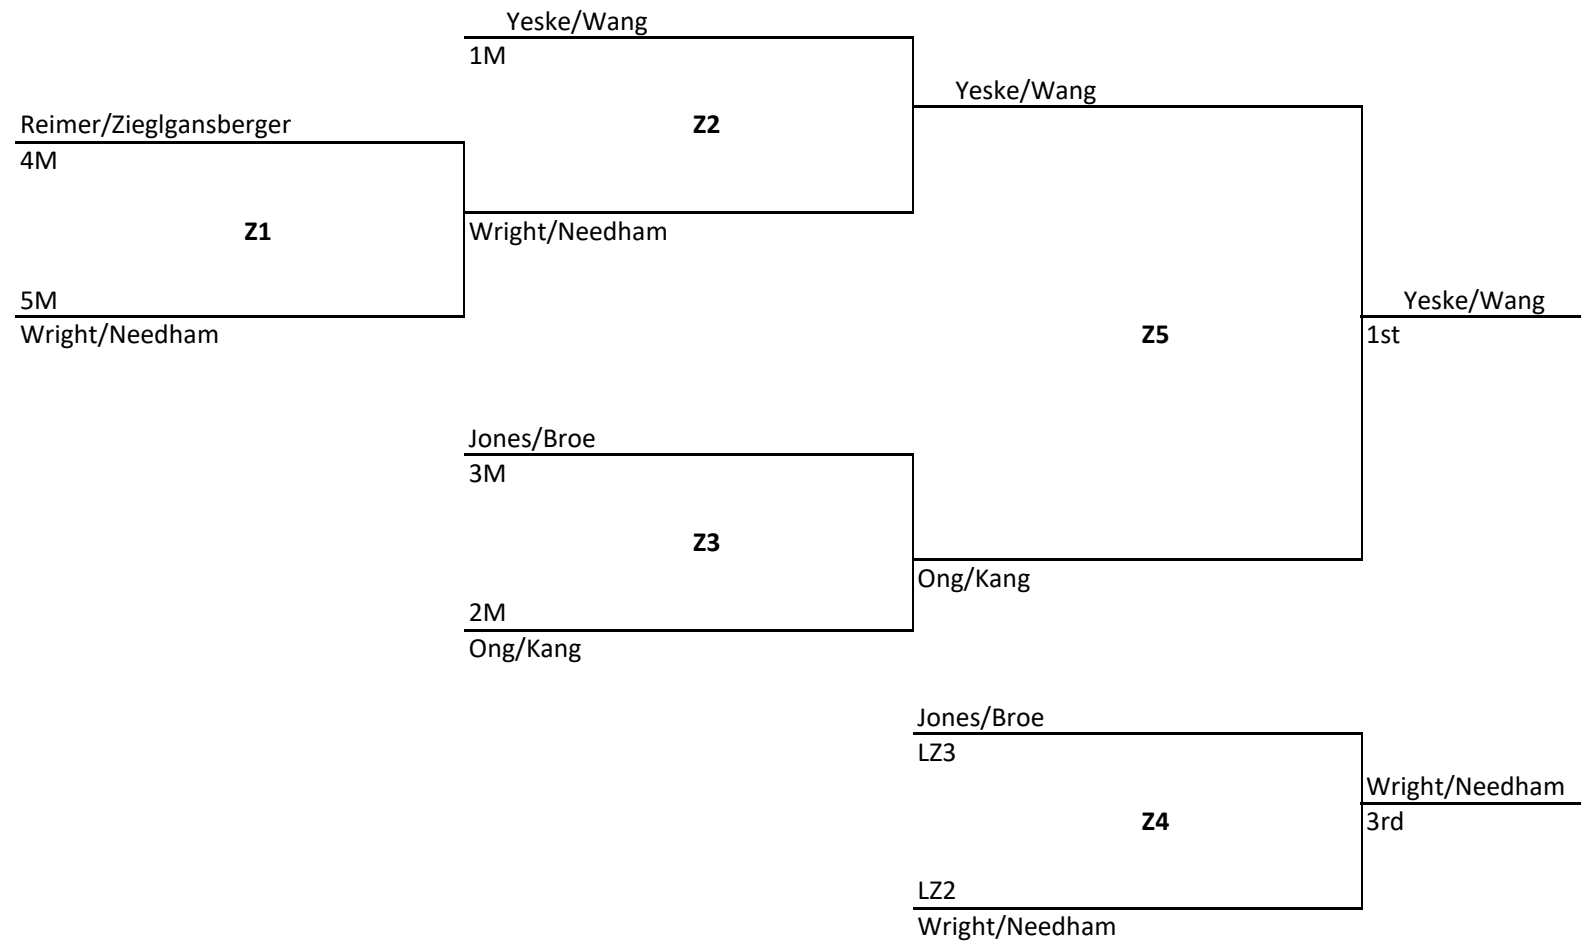 Yeske/Wang
1M
Yeske/Wang
Reimer/Zieglgansberger
Z2
4M
Z1
Wright/Needham
5M
Yeske/Wang
Wright/Needham
Z5
1st
Jones/Broe
3M
Z3
Ong/Kang
2M
Ong/Kang
Jones/Broe
LZ3
Wright/Needham
Z4
3rd
LZ2
Wright/Needham